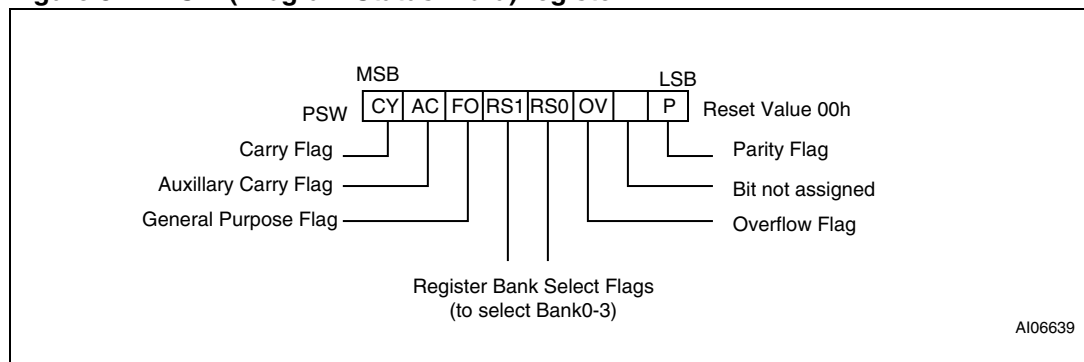 MSB
LSB
PSW
CY AC FO RS1 RS0 OV P
Reset Value 00h
Carry Flag
Parity Flag
Auxillary Carry Flag
Bit not assigned
General Purpose Flag
Overflow Flag
Register Bank Select Flags
(to select Bank0-3)
AI06639